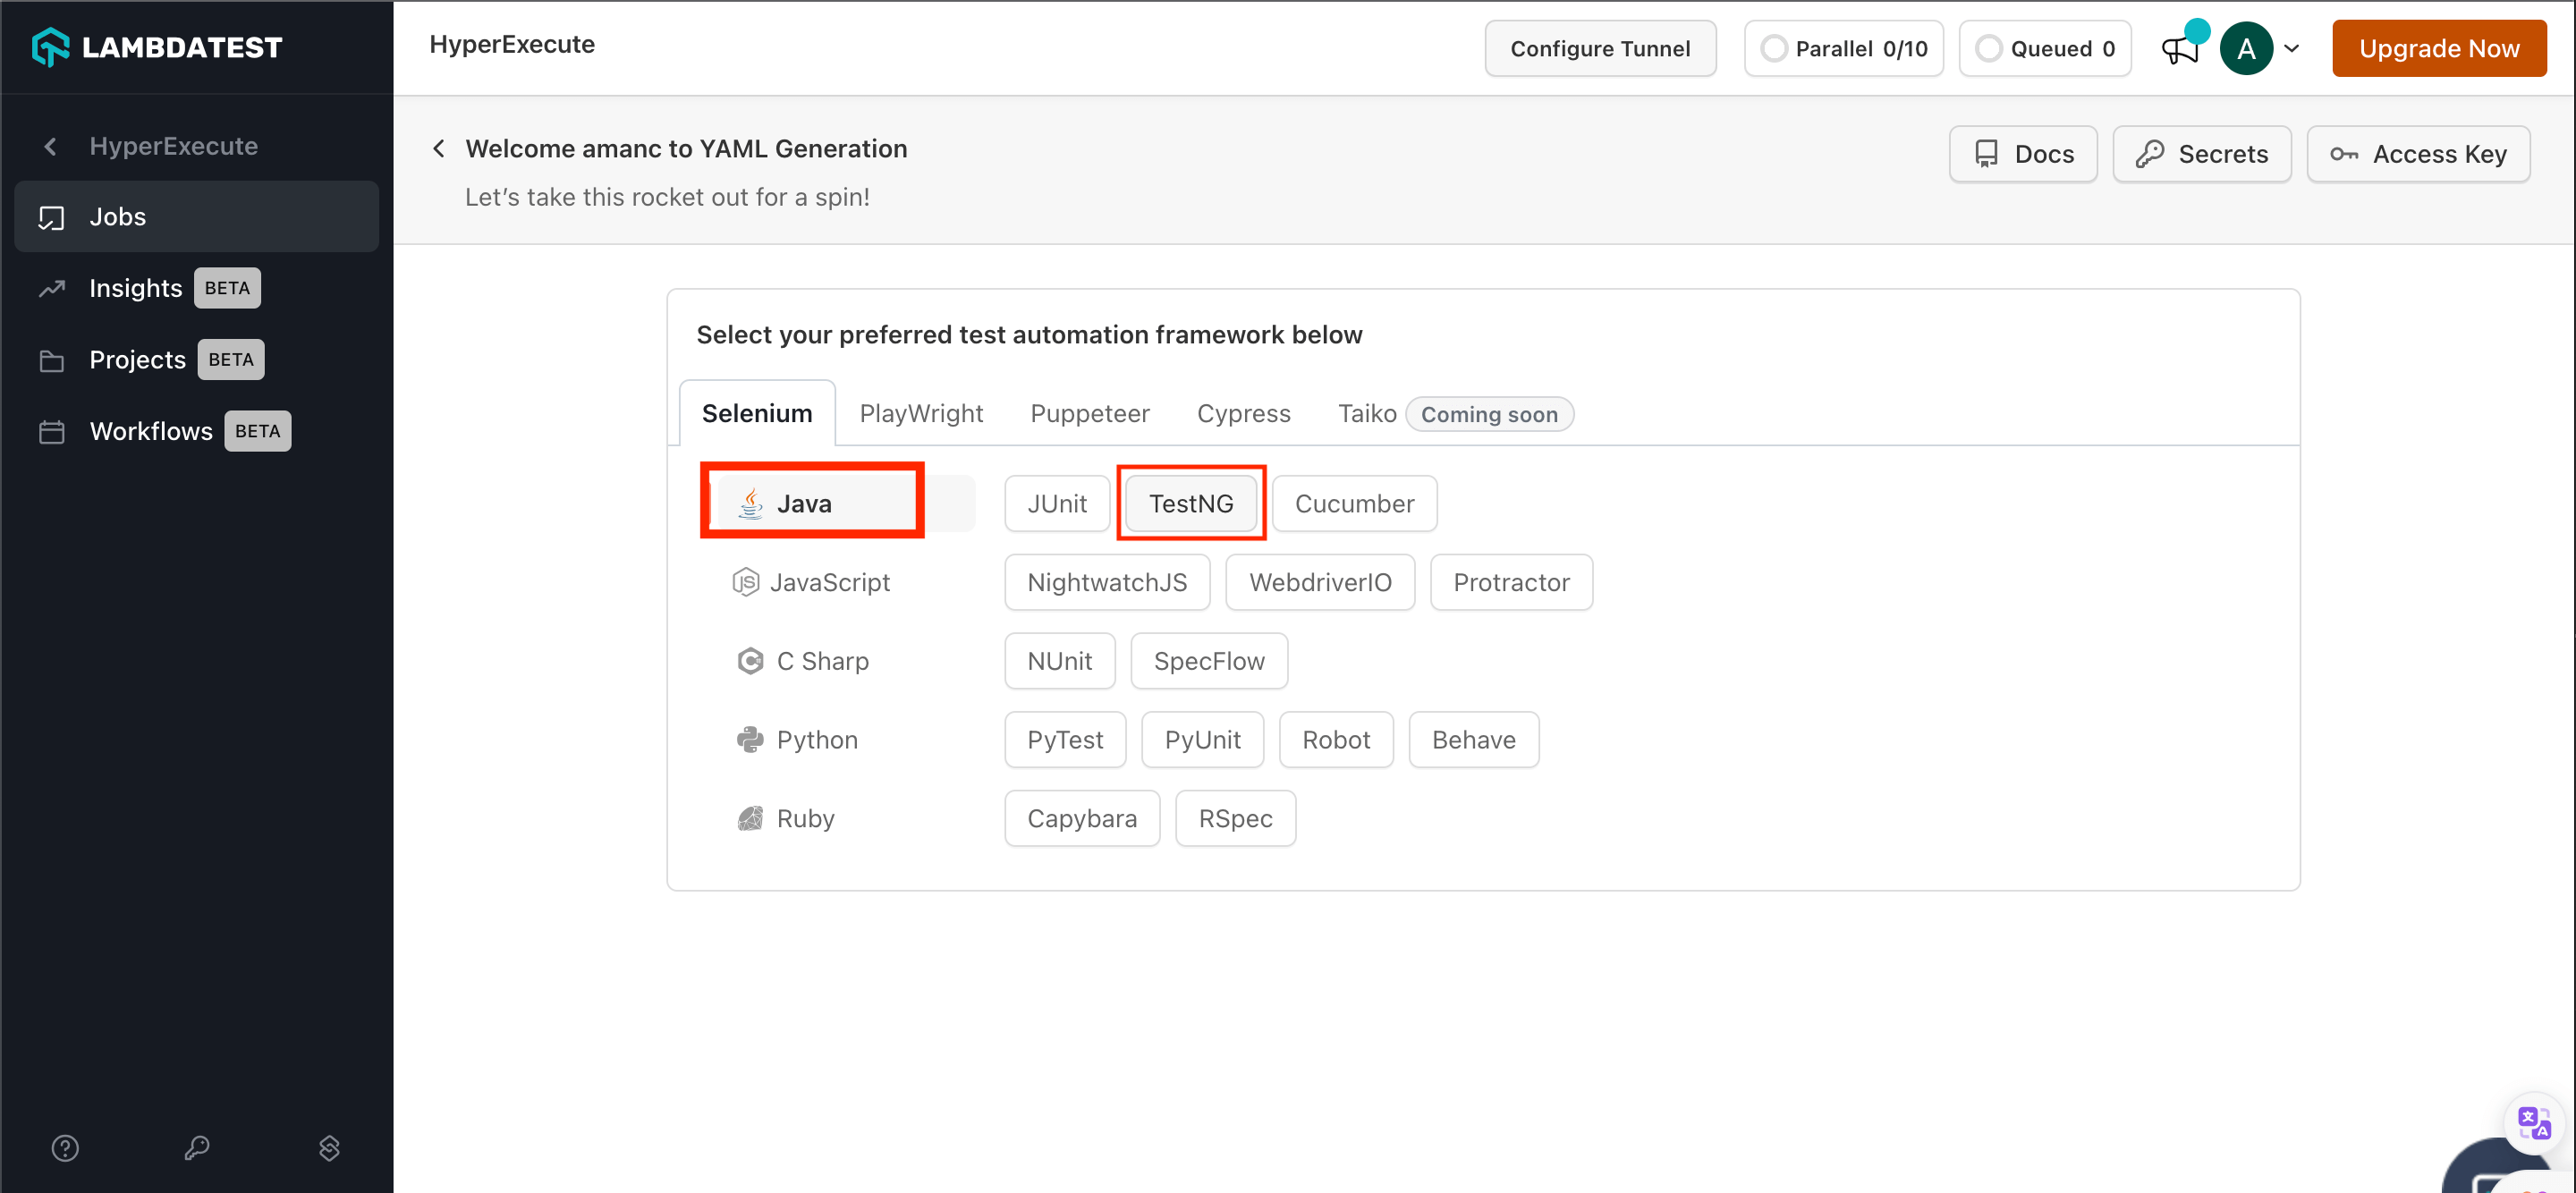 LAMBDATEST
HyperExecute
Configure Tunnel
Parallel 0/10
Queued 0
A
Upgrade Now
HyperExecute
Jobs
Insights BETA
Projects BETA
Workflows BETA
Welcome amanc to YAML Generation
Let’s take this rocket out for a spin!
Docs
Secrets
Access Key
Select your preferred test automation framework below
Selenium PlayWright Puppeteer Cypress Taiko Coming soon
Java JUnit TestNG Cucumber
JS JavaScript NightwatchJS WebdriverIO Protractor
C Sharp NUnit SpecFlow
Python PyTest PyUnit Robot Behave
Ruby Capybara RSpec
文 A